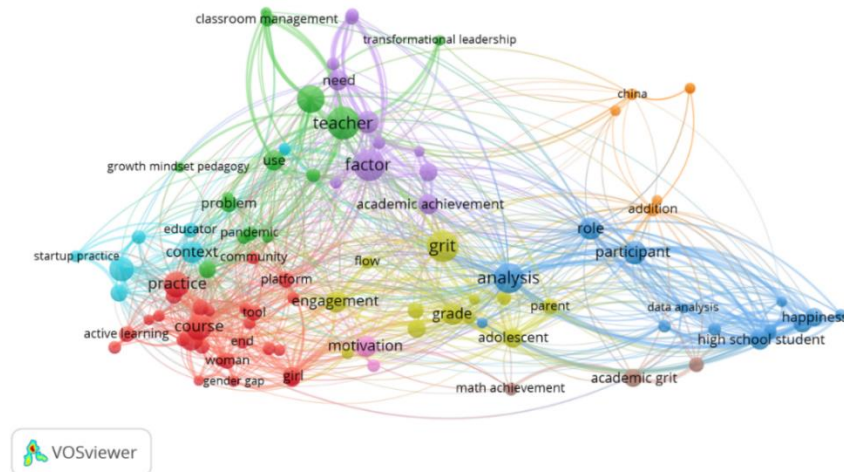 classroom management
transformational leadership
need
china
teacher
growth mindset pedagogy
use
factor
problem
academic achievement
addition
educator
pandemic
role
startup practice
context
community
flow
grit
participant
practice
platform
analysis
engagement
tool
grade
parent
data analysis
happiness
active learning
course
end
motivation
adolescent
high school student
woman
gender gap
girl
math achievement
academic grit
VOSviewer